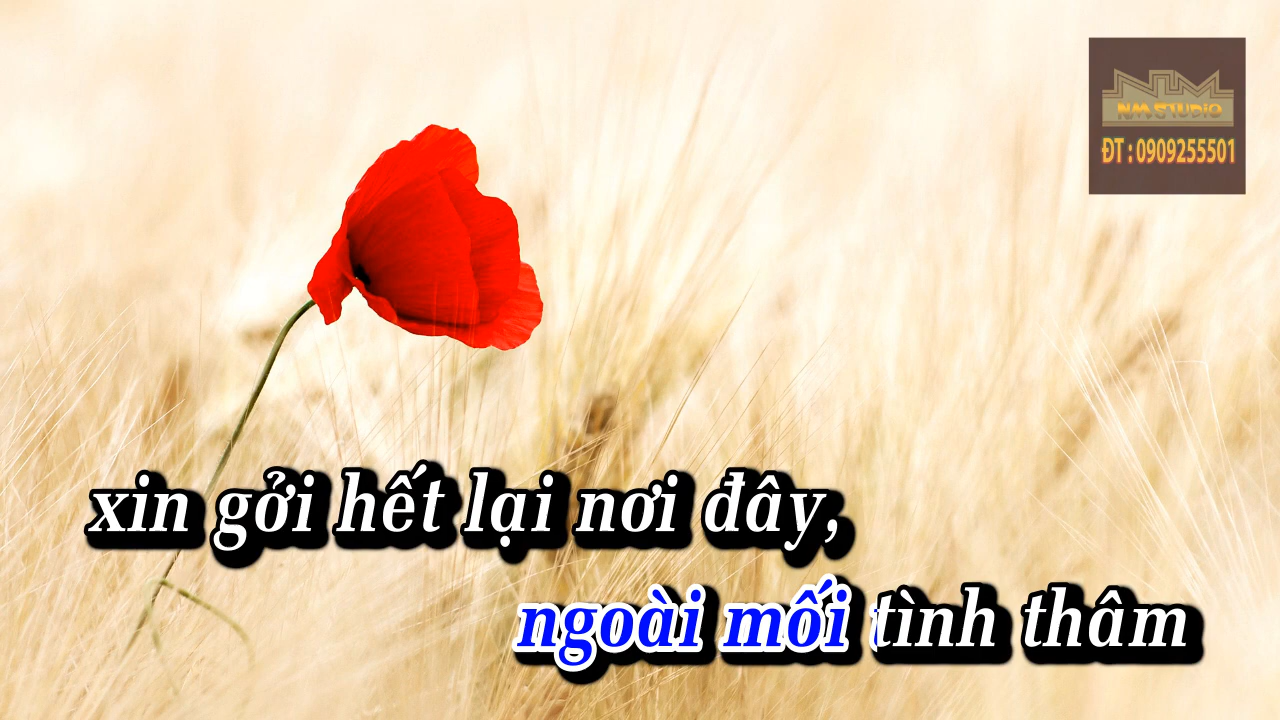 NM STUDIO
ĐT : 0909255501
xin gởi hết lại nơi đây,
ngoài mối tình thâm